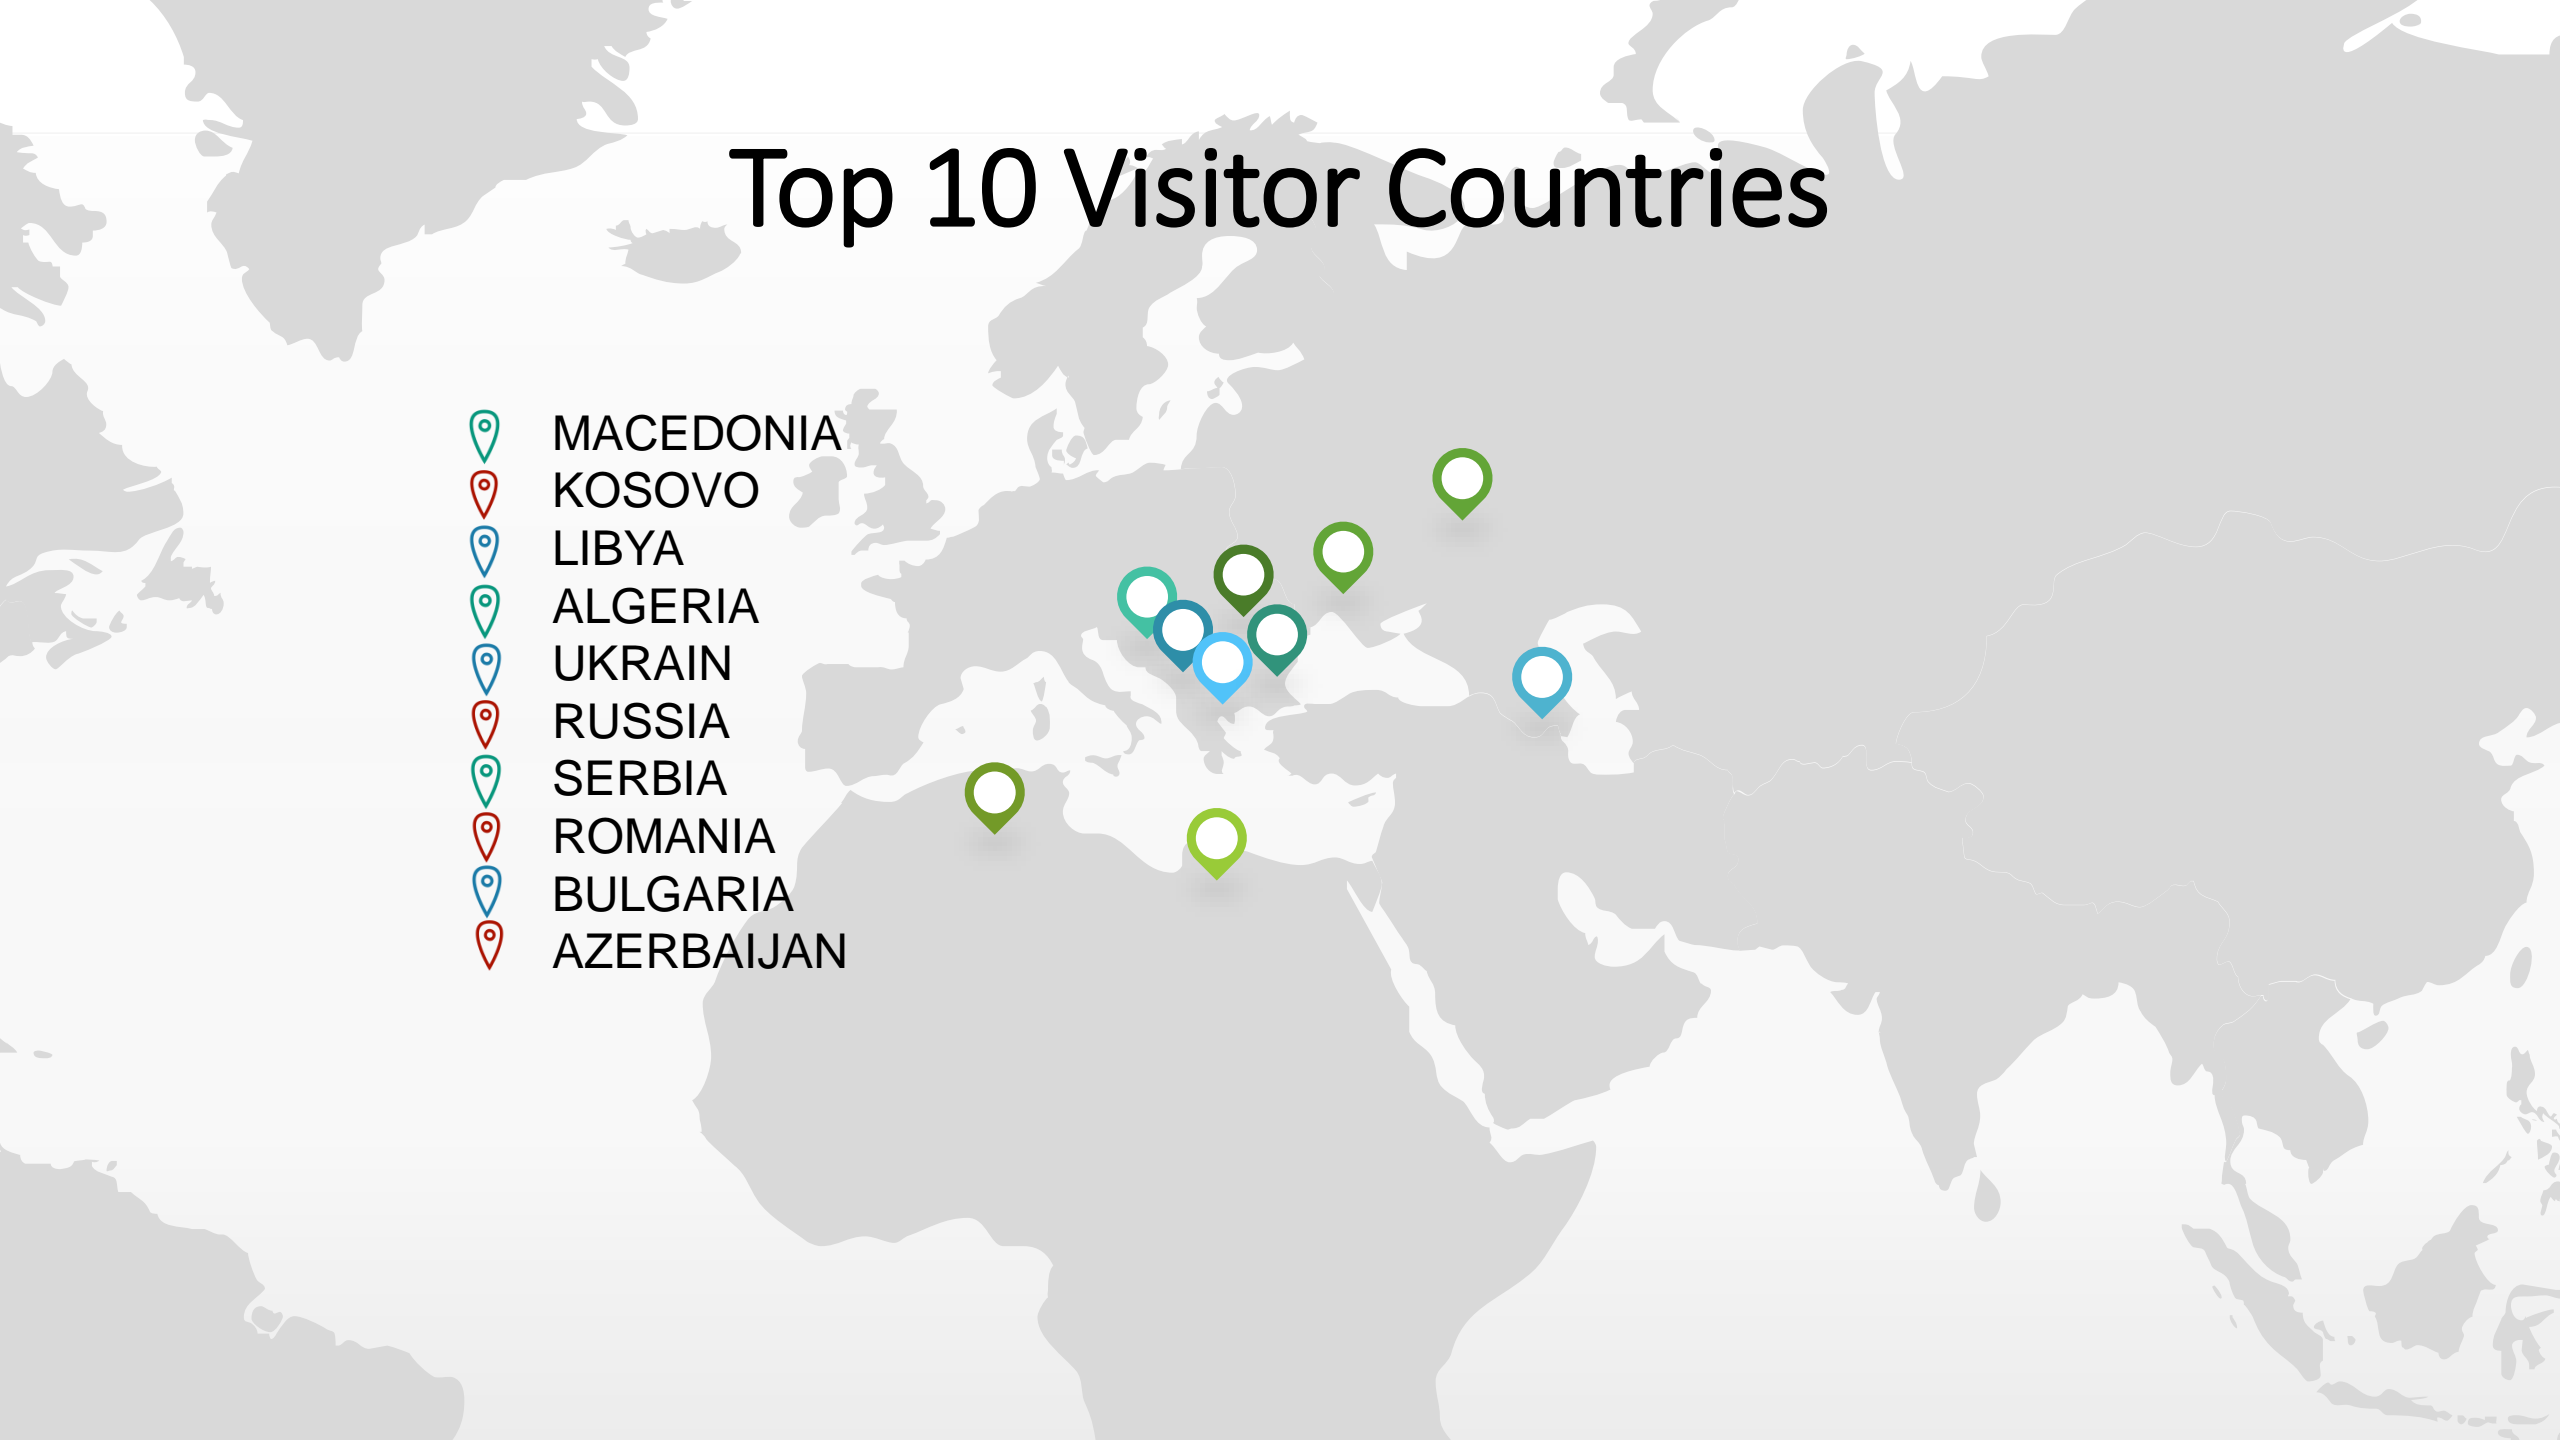 Top 10 Visitor Countries
MACEDONIA
KOSOVO
LIBYA
ALGERIA
UKRAIN
RUSSIA
SERBIA
ROMANIA
BULGARIA
AZERBAIJAN